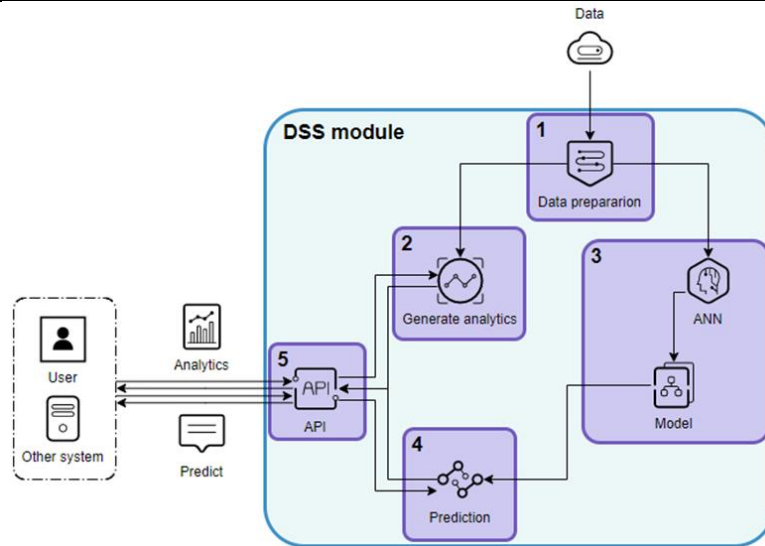 Data
DSS module
1
Data prepararion
2
Generate analytics
3
ANN
Model
User
Other system
Analytics
Predict
5
API
API
4
Prediction